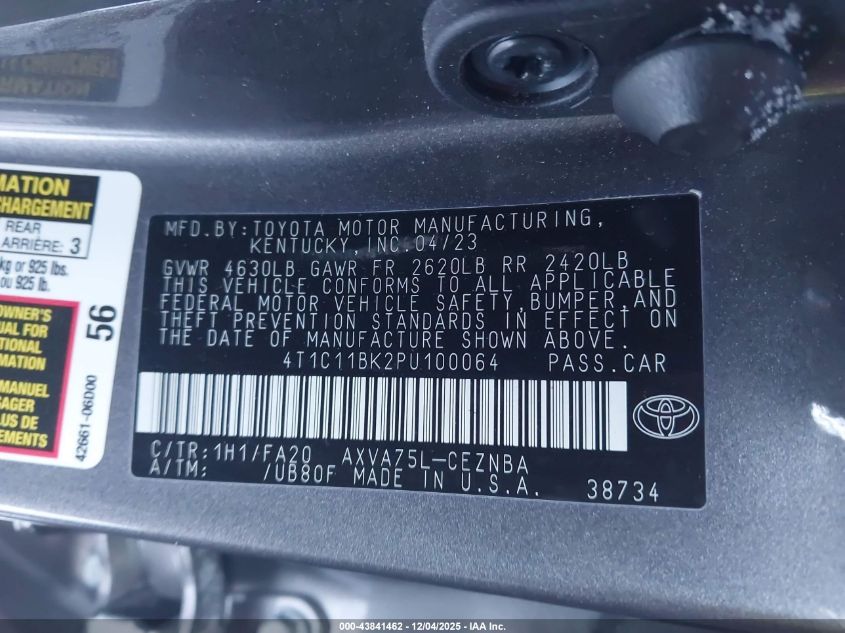 MFD.BY:TOYOTA MOTOR MANUFACTURING,
KENTUCKY,INC.04/23
GVWR 4630LB GAWR FR 2620LB RR 2420LB
THIS VEHICLE CONFORMS TO ALL APPLICABLE
FEDERAL MOTOR VEHICLE SAFETY,BUMPER,AND
THEFT PREVENTION STANDARDS IN EFFECT ON
THE DATE OF MANUFACTURE SHOWN ABOVE.
4T1C11BK2PU100064 PASS.CAR
C/TR:1H1/FA20 AXVA75L-CEZNBA
A/TM: /UB80F MADE IN U.S.A. 38734
MATION
CHARGEMENT
REAR
ARRIÈRE: 3
kg or 925 lbs.
ou 925 lb.
OWNER'S
UAL FOR
TIONAL
MATION
MANUEL
SAGER
LUS DE
EMENTS
56
42661-06D00
000-43841462 - 12/04/2025 - IAA Inc.